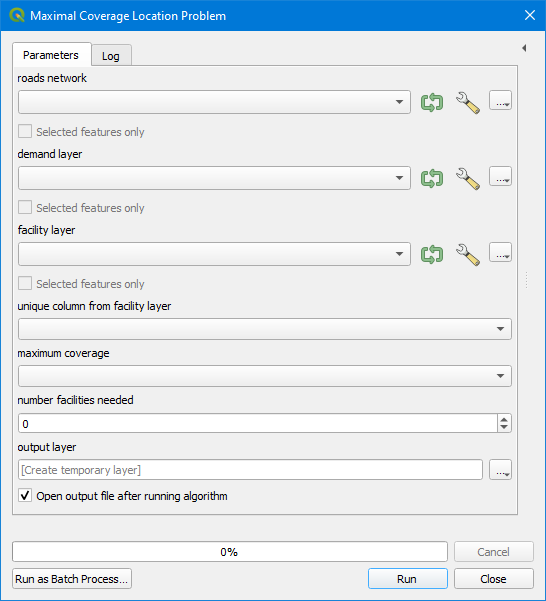 Maximal Coverage Location Problem
Parameters
Log
roads network
...
Selected features only
demand layer
...
Selected features only
facility layer
...
Selected features only
unique column from facility layer
maximum coverage
number facilities needed
0
output layer
[Create temporary layer]
...
Open output file after running algorithm
0%
Cancel
Run as Batch Process...
Run
Close